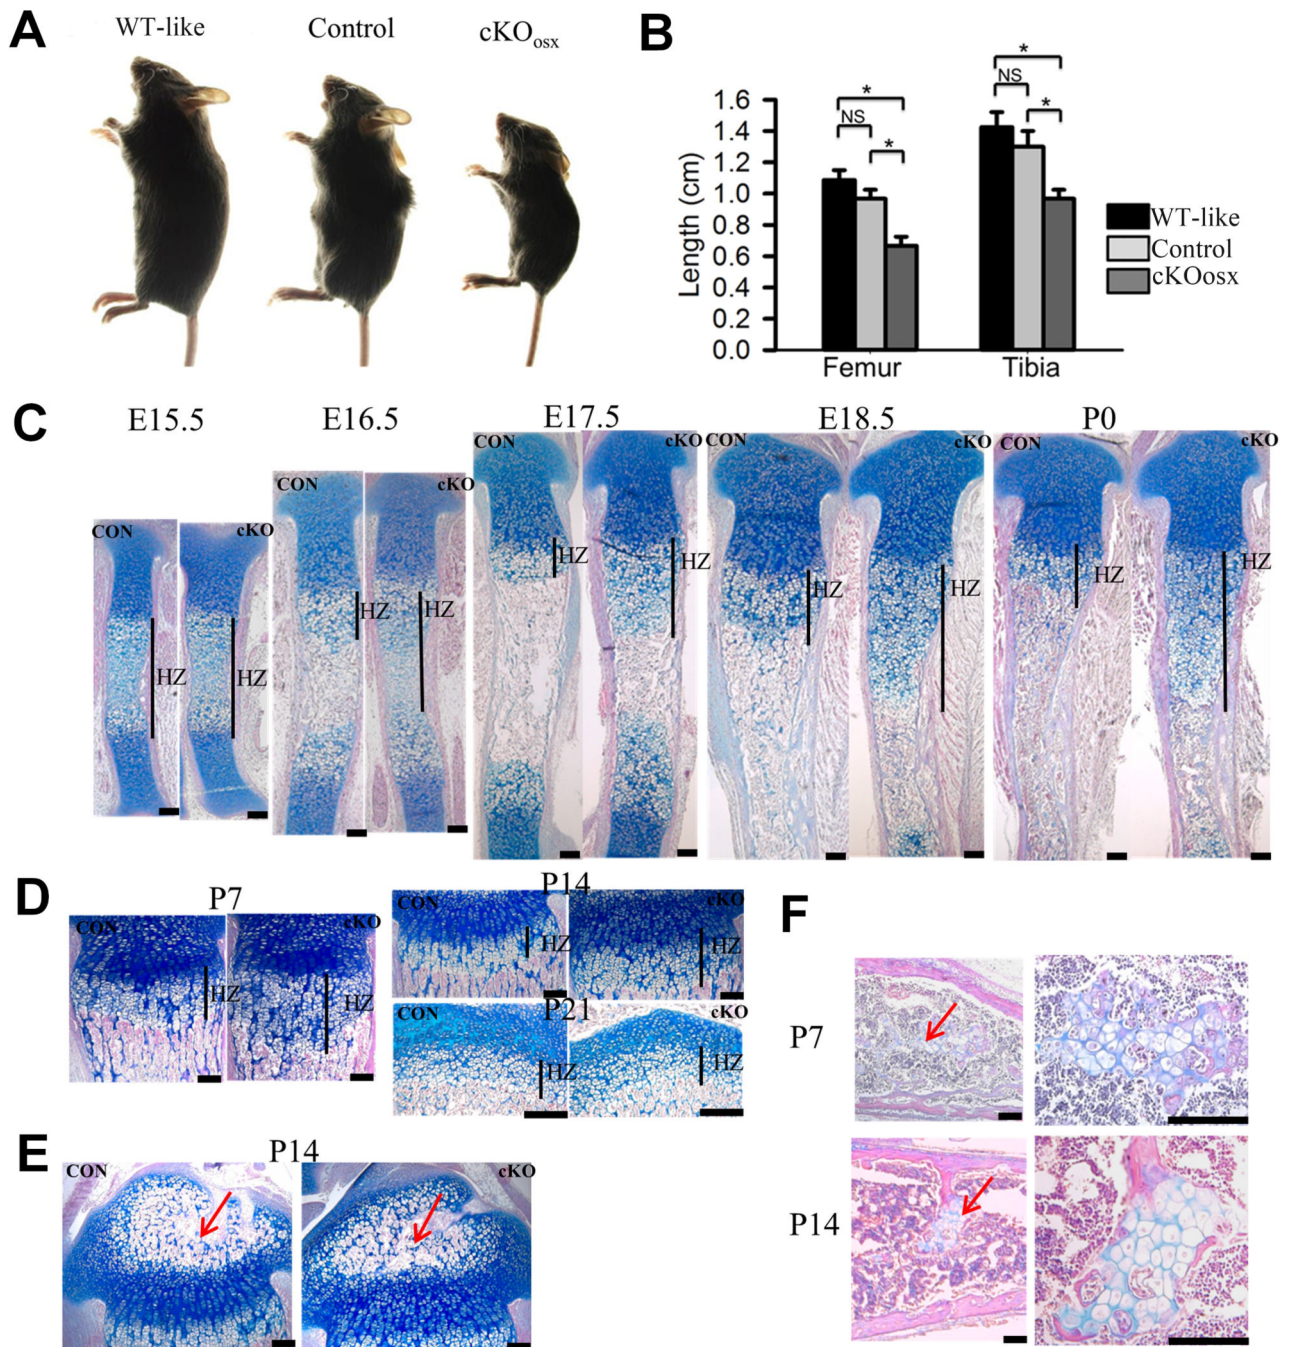 A
WT-like
Control
cKOosx
B
*
NS
*
*
NS
*
1.6
1.4
1.2
1.0
0.8
0.6
0.4
0.2
0.0
Length (cm)
Femur
Tibia
WT-like
Control
cKOosx
C
E15.5
E16.5
E17.5
E18.5
P0
CON
cKO
HZ
HZ
CON
cKO
HZ
HZ
CON
cKO
HZ
HZ
CON
cKO
HZ
HZ
CON
cKO
HZ
HZ
D
P7
CON
cKO
HZ
HZ
P14
CON
cKO
HZ
HZ
P21
CON
cKO
HZ
HZ
E
P14
CON
cKO
F
P7
P14